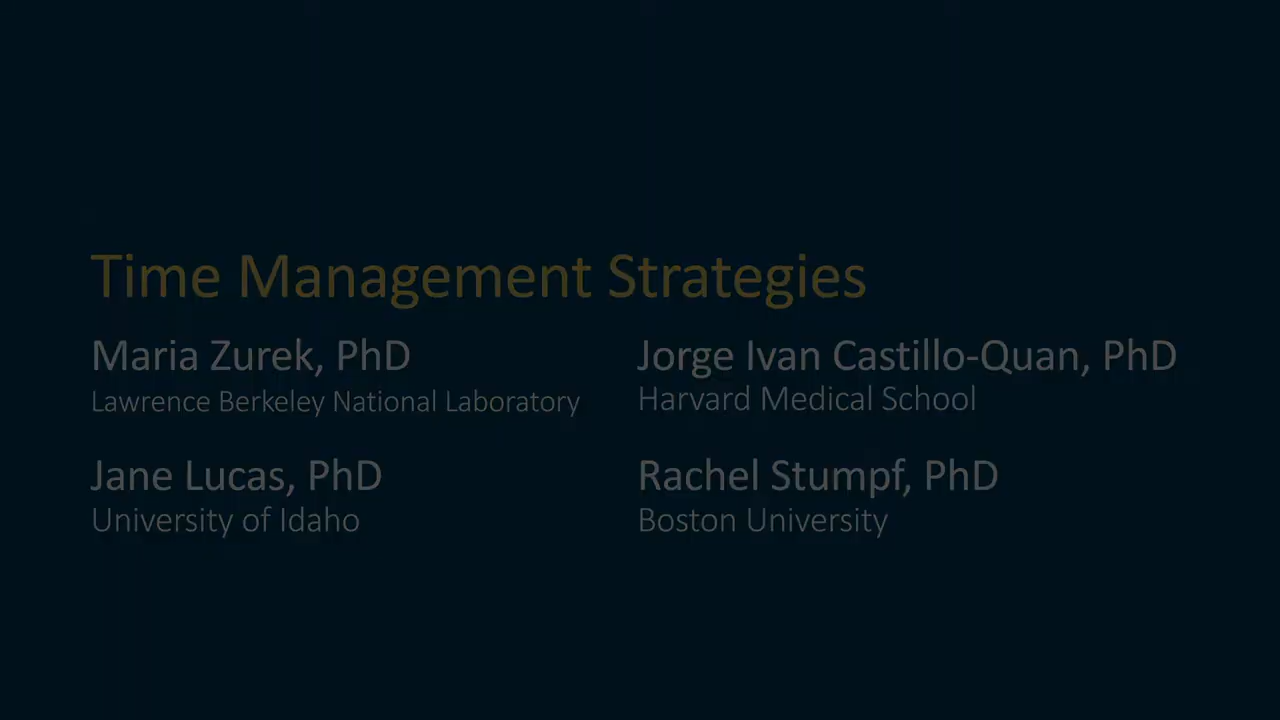 Time Management Strategies
Maria Zurek, PhD
Lawrence Berkeley National Laboratory
Jorge Ivan Castillo-Quan, PhD
Harvard Medical School
Jane Lucas, PhD
University of Idaho
Rachel Stumpf, PhD
Boston University